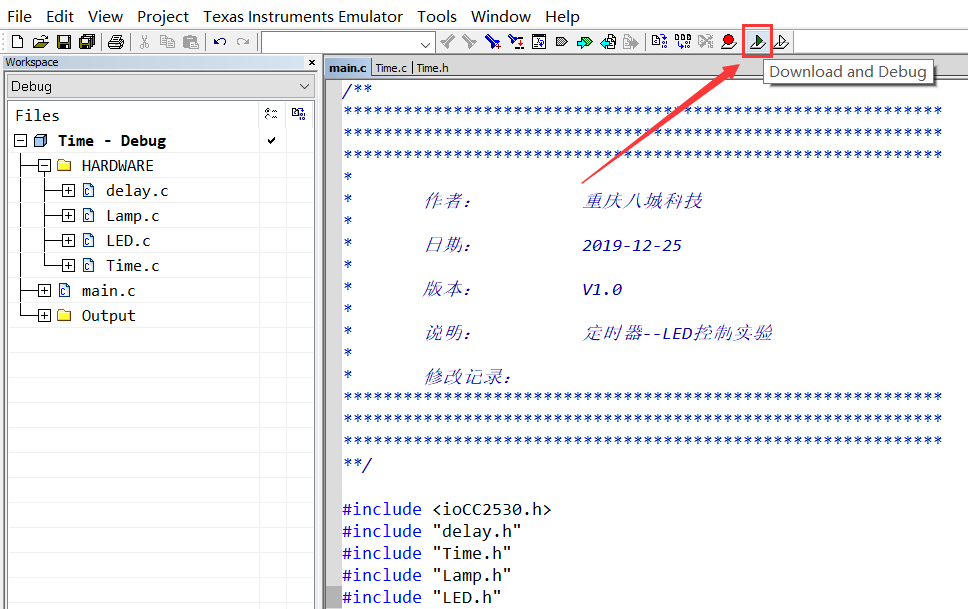 File Edit View Project Texas Instruments Emulator Tools Window Help
Workspace
main.c Time.c Time.h
Debug
Download and Debug
Files
Time - Debug
HARDWARE
delay.c
Lamp.c
LED.c
Time.c
main.c
Output
/**
************************************************************
************************************************************
************************************************************
*
* 作者: 重庆八城科技
*
* 日期: 2019-12-25
*
* 版本: V1.0
*
* 说明: 定时器--LED控制实验
*
* 修改记录:
************************************************************
************************************************************
************************************************************
**/
#include <ioCC2530.h>
#include "delay.h"
#include "Time.h"
#include "Lamp.h"
#include "LED.h"